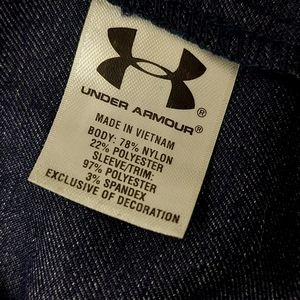 UNDER ARMOUR®
®
MADE IN VIETNAM
BODY: 78% NYLON
22% POLYESTER
SLEEVE/TRIM:
97% POLYESTER
3% SPANDEX
EXCLUSIVE OF DECORATION